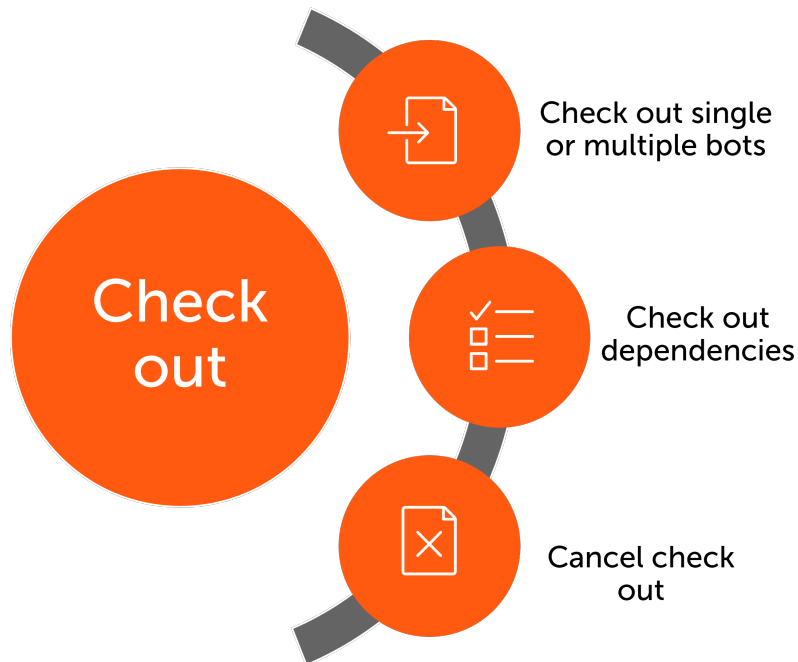 Check
out
Check out single
or multiple bots
Check out
dependencies
Cancel check
out